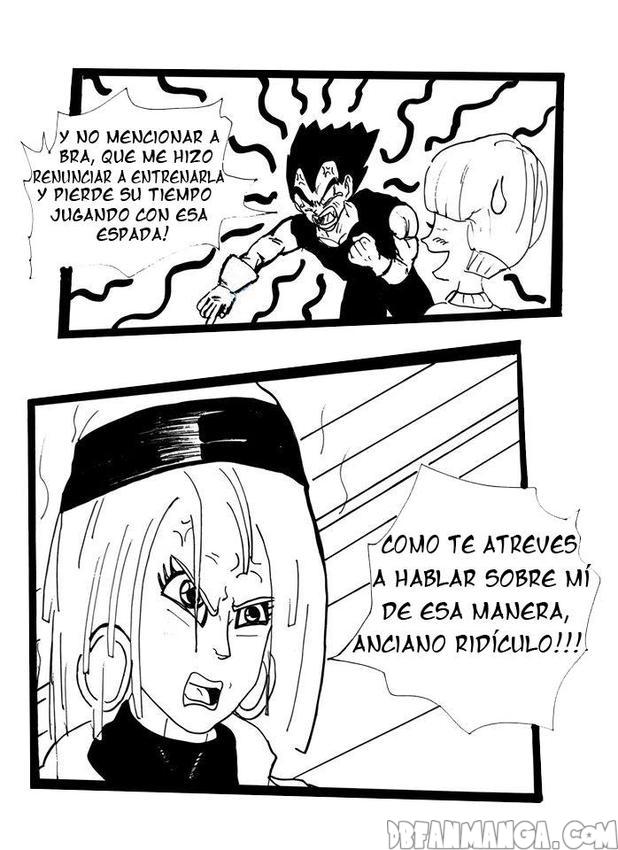 Y NO MENCIONAR A
BRA, QUE ME HIZO
RENUNCIAR A ENTRENARLA
Y PIERDE SU TIEMPO
JUGANDO CON ESA
ESPADA!
COMO TE ATREVES
A HABLAR SOBRE MÍ
DE ESA MANERA,
ANCIANO RIDÍCULO!!!
DBFANMANGA.COM